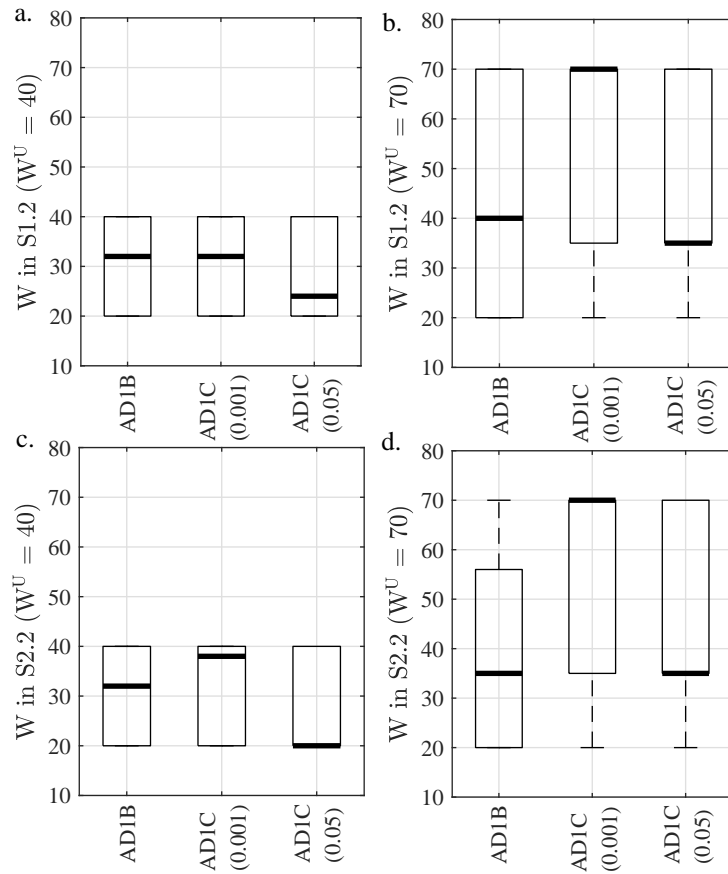 a.
W in S1.2 (W^U = 40)
80
70
60
50
40
30
20
10
AD1B
AD1C
(0.001)
AD1C
(0.05)
b.
W in S1.2 (W^U = 70)
80
70
60
50
40
30
20
10
AD1B
AD1C
(0.001)
AD1C
(0.05)
c.
W in S2.2 (W^U = 40)
80
70
60
50
40
30
20
10
AD1B
AD1C
(0.001)
AD1C
(0.05)
d.
W in S2.2 (W^U = 70)
80
70
60
50
40
30
20
10
AD1B
AD1C
(0.001)
AD1C
(0.05)